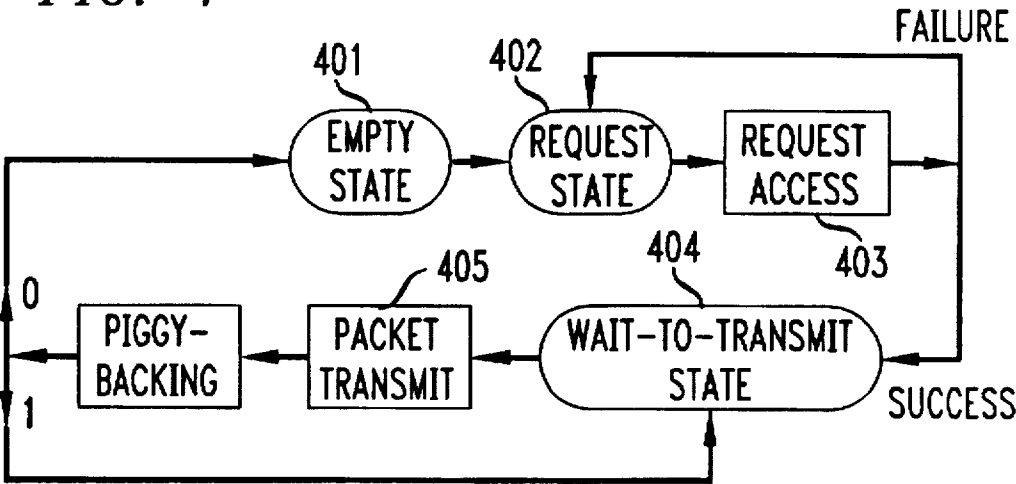 FAILURE
401
402
EMPTY
STATE
REQUEST
STATE
REQUEST
ACCESS
403
404
405
0
PIGGY-
BACKING
PACKET
TRANSMIT
WAIT-TO-TRANSMIT
STATE
1
SUCCESS